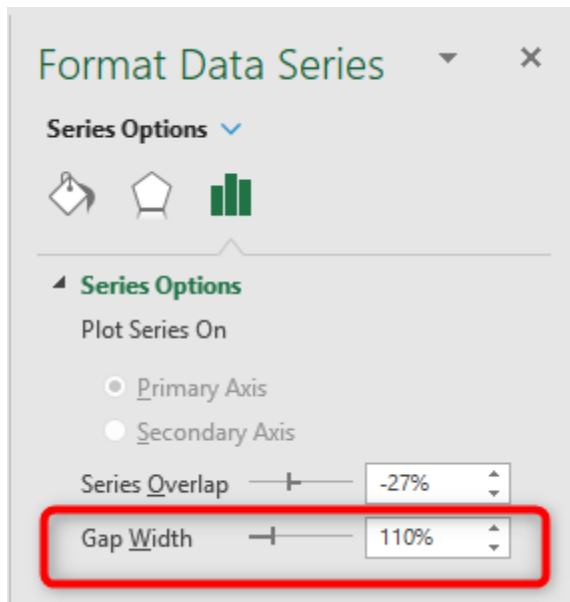 Format Data Series
Series Options
Series Options
Plot Series On
Primary Axis
Secondary Axis
Series Overlap -27%
Gap Width 110%